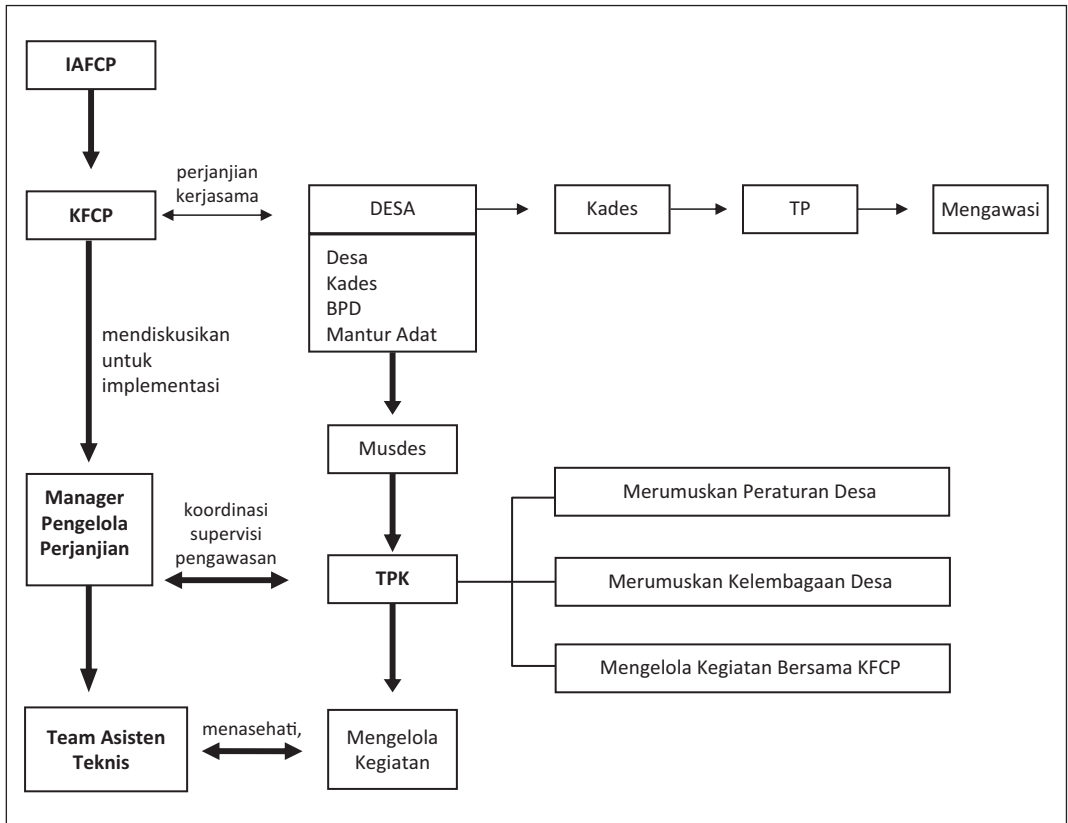 IAFCP
perjanjian
kerjasama
KFCP
DESA
Kades
TP
Mengawasi
Desa
Kades
BPD
Mantur Adat
mendiskusikan
untuk
implementasi
Musdes
Manager
Pengelola
Perjanjian
koordinasi
supervisi
pengawasan
TPK
Merumuskan Peraturan Desa
Merumuskan Kelembagaan Desa
Mengelola Kegiatan Bersama KFCP
Team Asisten
Teknis
menasehati,
Mengelola
Kegiatan